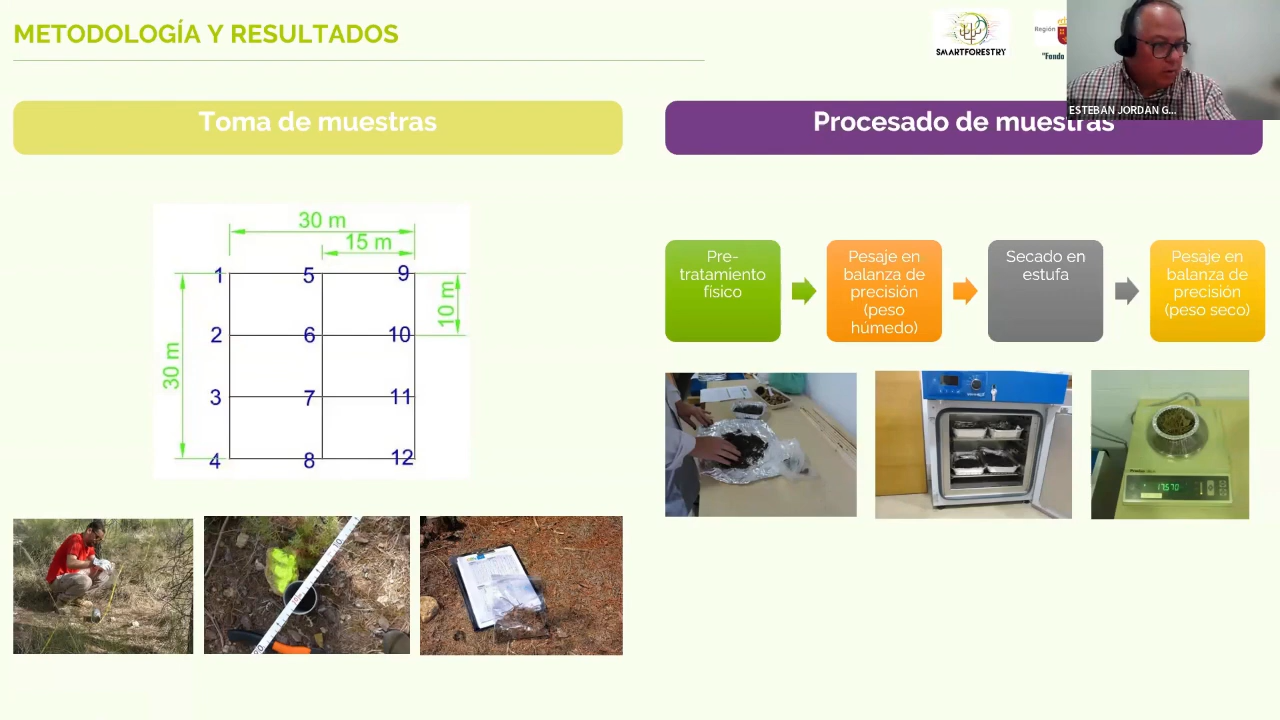 METODOLOGÍA Y RESULTADOS
SMARTFORESTRY
Región
"Fondo
ESTEBAN JORDAN G...
Toma de muestras
Procesado de muestras
30 m
15 m
1
5
9
10 m
2
6
10
30 m
3
7
11
4
8
12
Pre-
tratamiento
físico
Pesaje en
balanza de
precisión
(peso
húmedo)
Secado en
estufa
Pesaje en
balanza de
precisión
(peso seco)